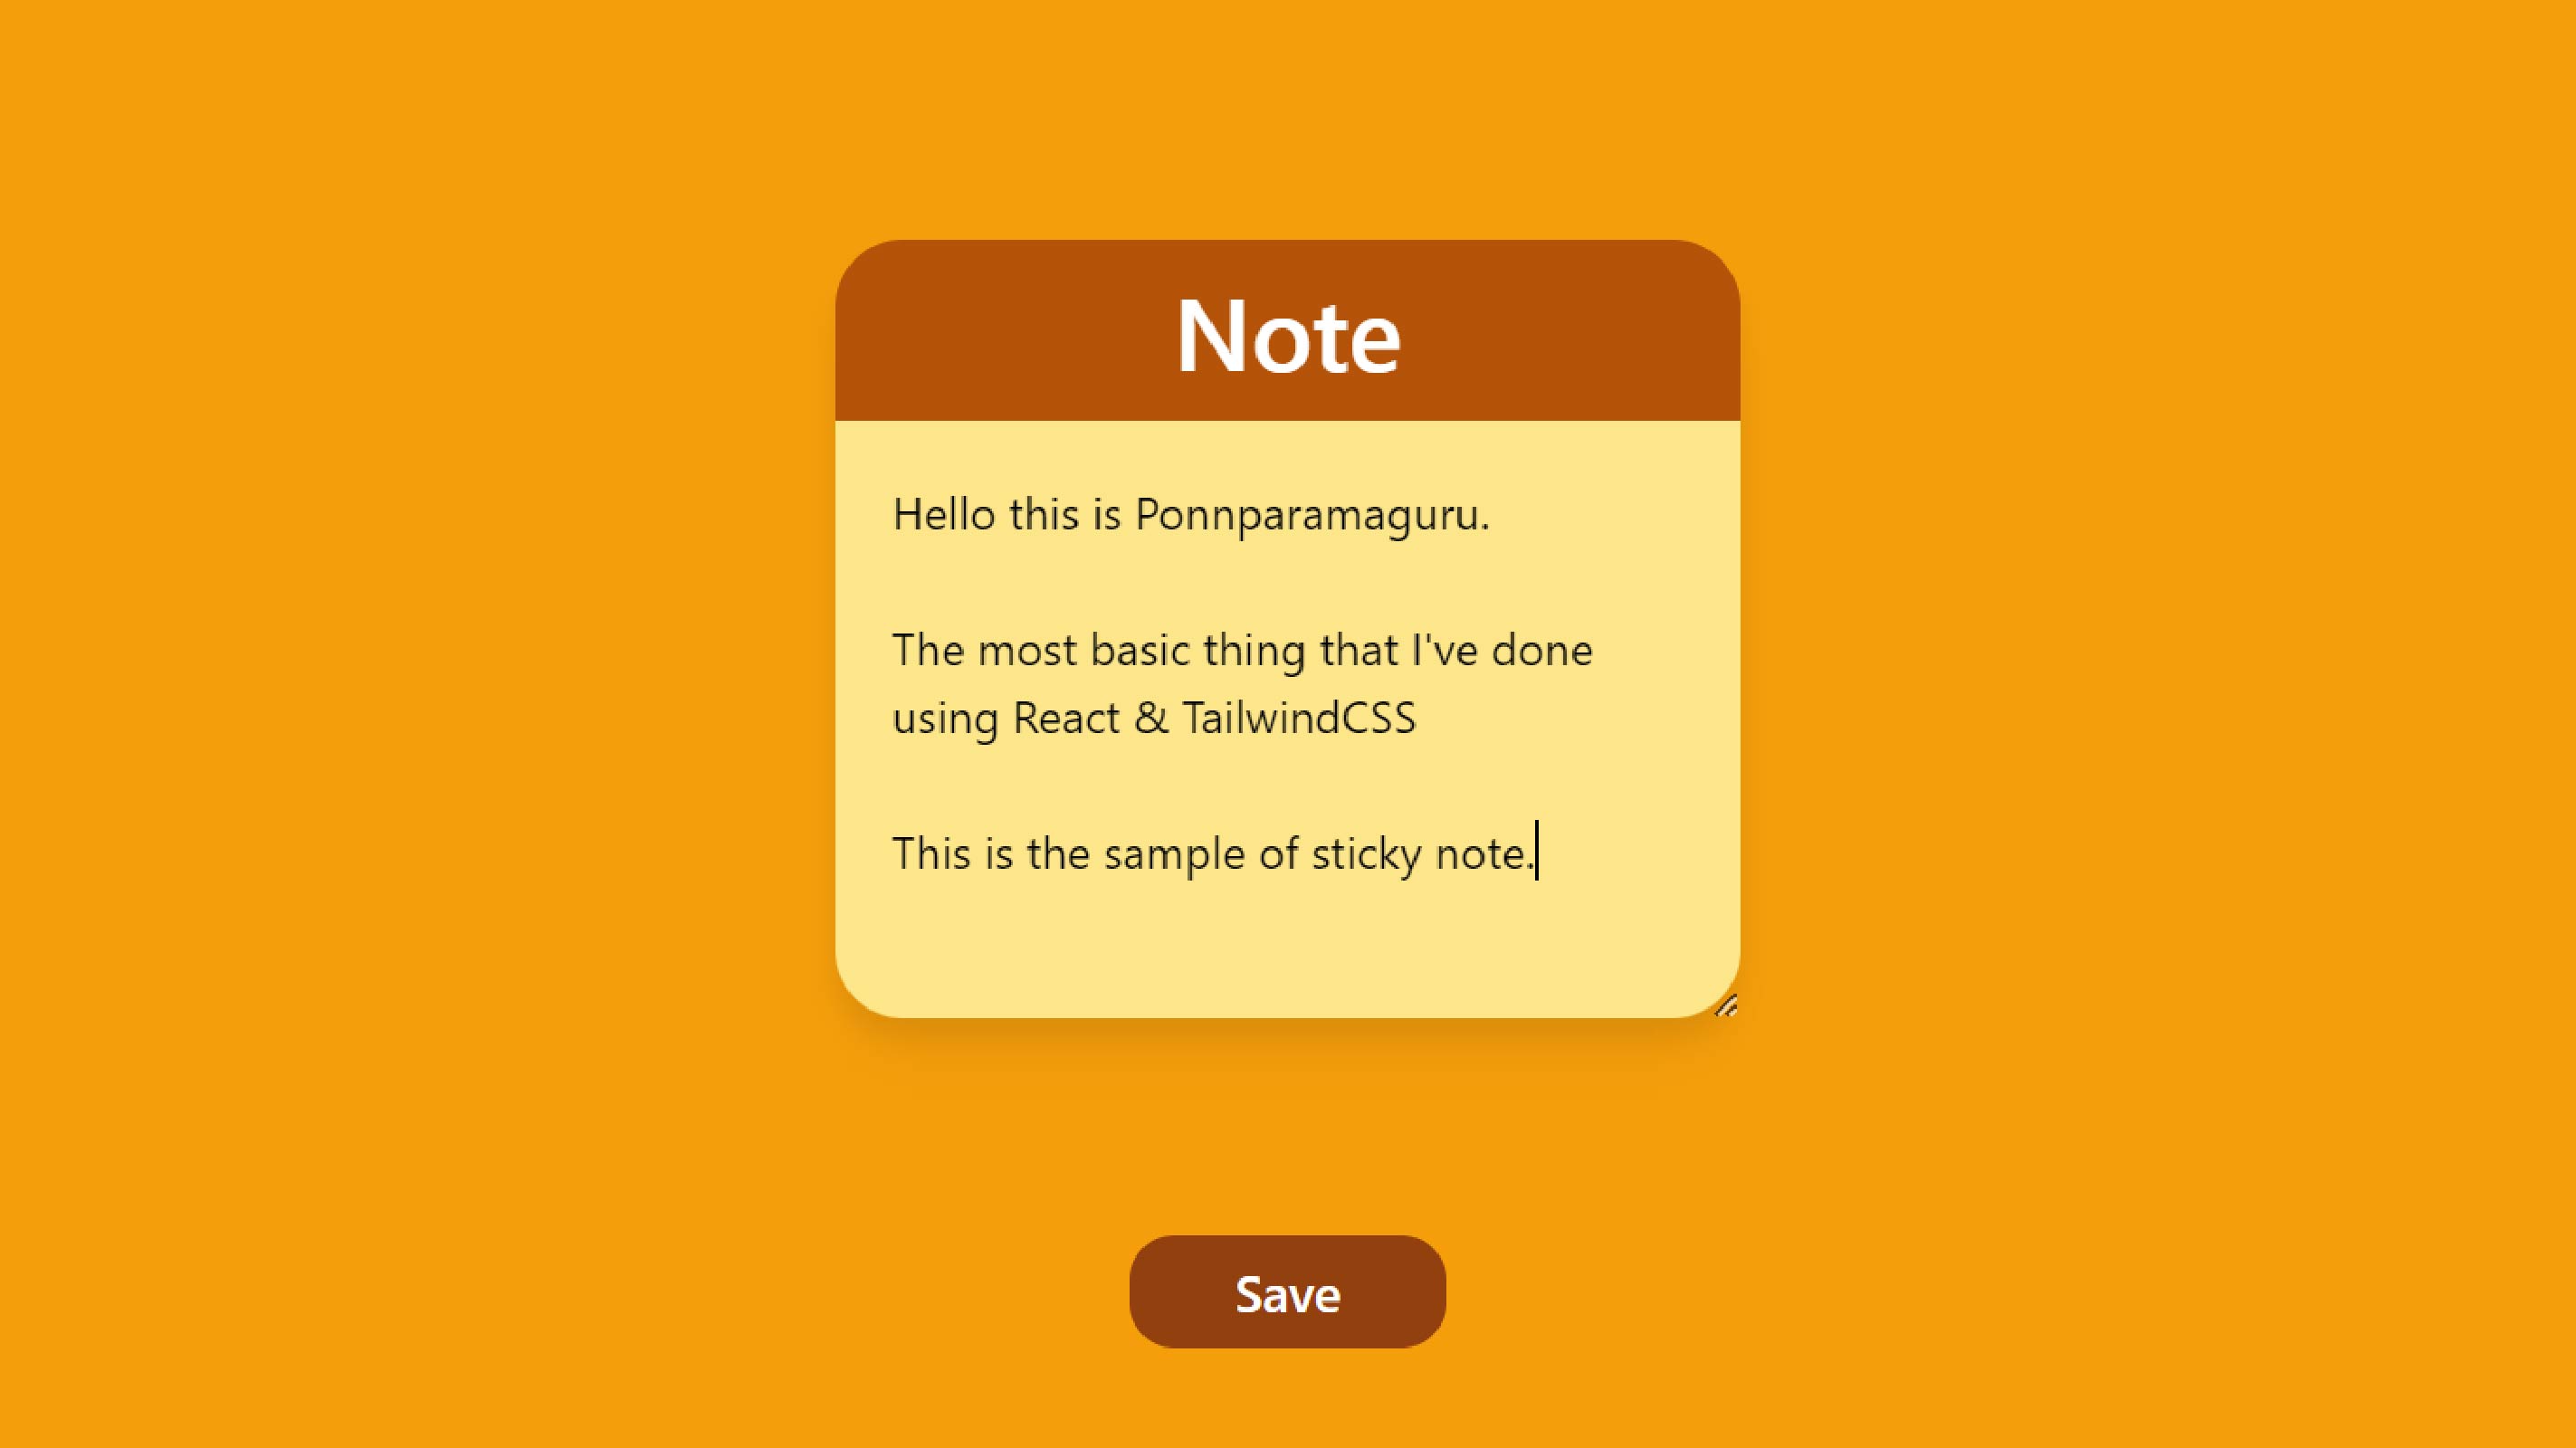 Note
Hello this is Ponnparamaguru.
The most basic thing that I've done
using React & TailwindCSS
This is the sample of sticky note.
Save